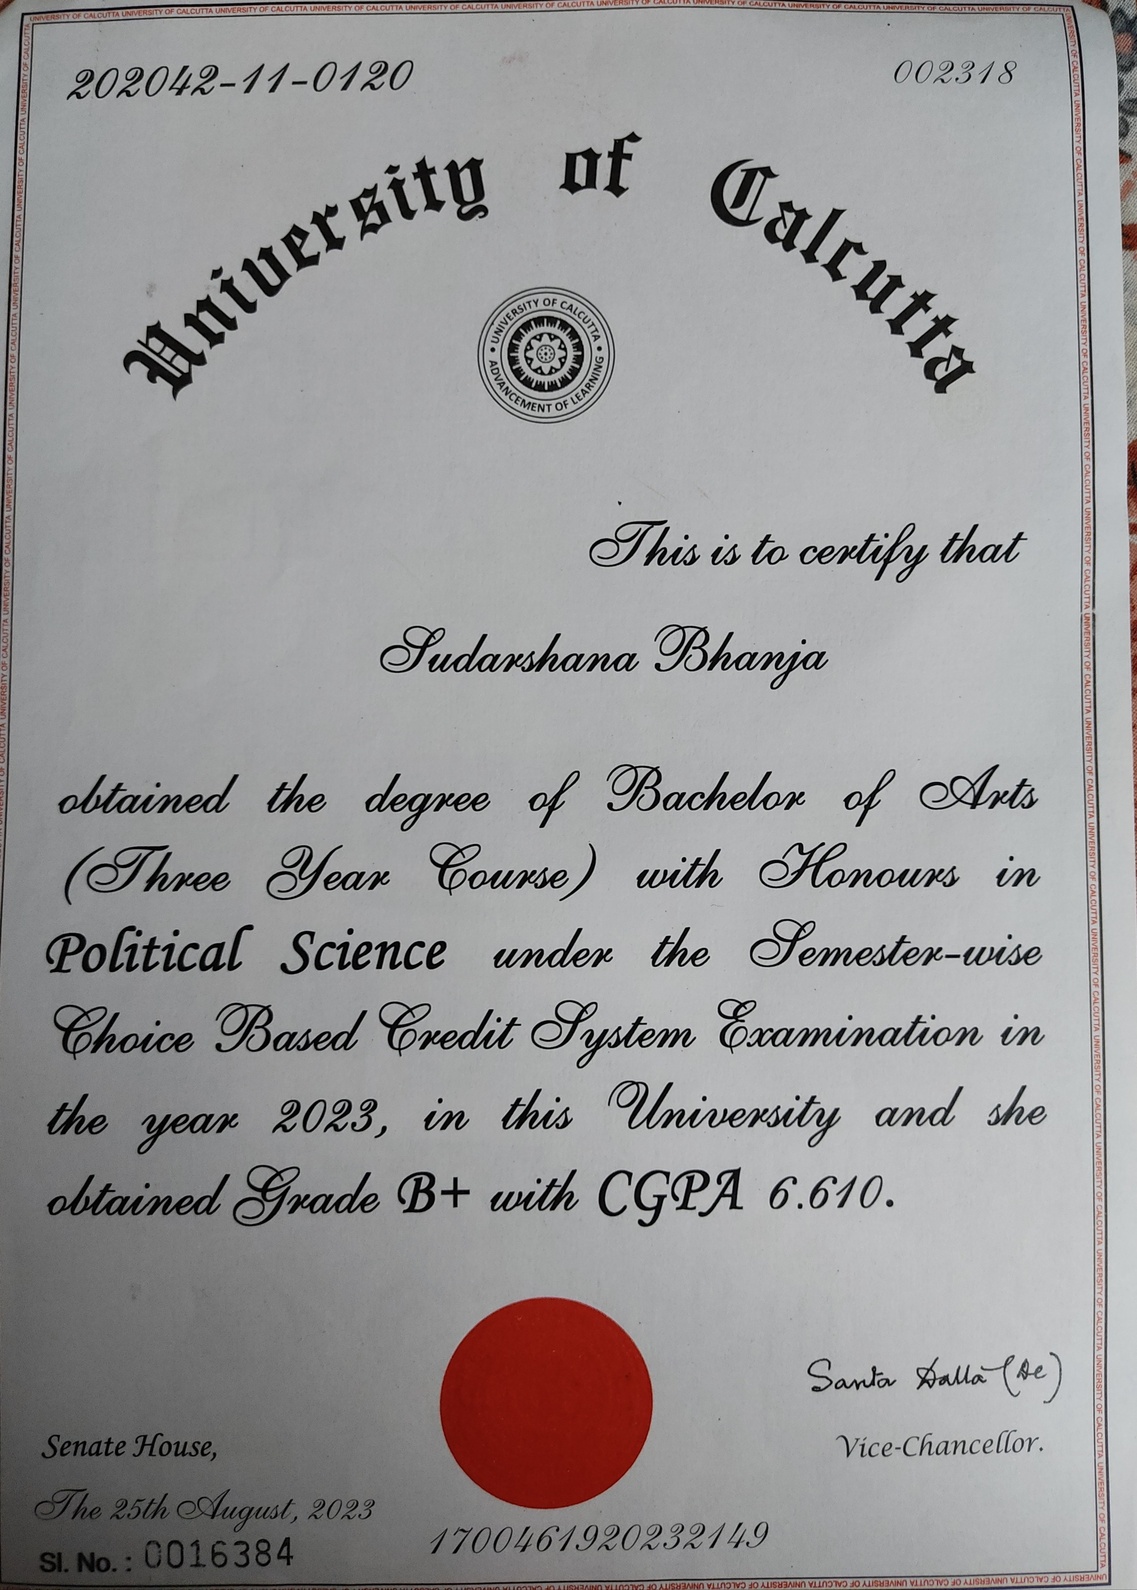 202042-11-0120
002318
University of Calcutta
UNIVERSITY OF CALCUTTA
ADVANCEMENT OF LEARNING
This is to certify that
Sudarshana Bhanja
obtained the degree of Bachelor of Arts
(Three Year Course) with Honours in
Political Science under the Semester-wise
Choice Based Credit System Examination in
the year 2023, in this University and she
obtained Grade B+ with CGPA 6.610.
Santa Datta (De)
Senate House,
Vice-Chancellor.
The 25th August, 2023
Sl. No. : 0016384
1700461920232149
UNIVERSITY OF CALCUTTA